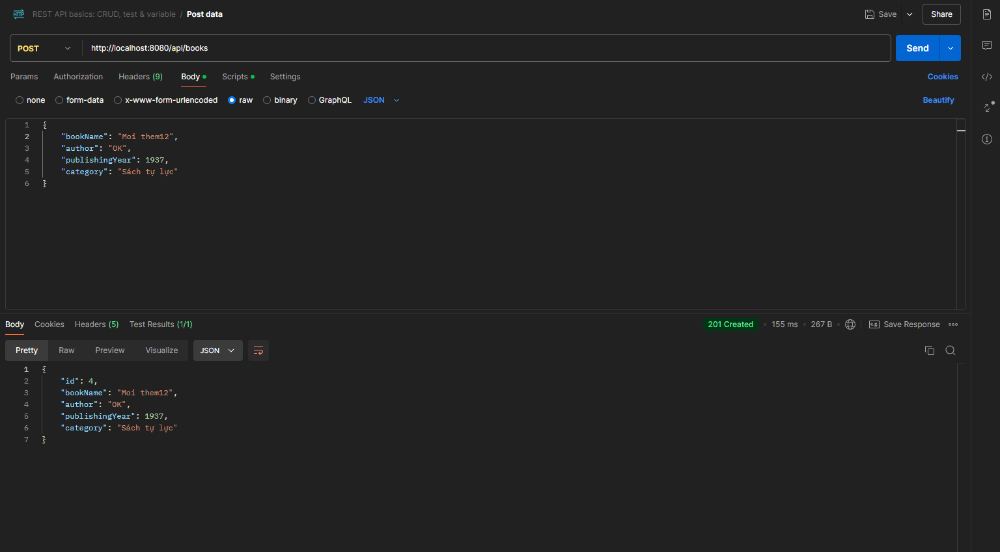 HTTP REST API basics: CRUD, test & variable / Post data Save Share
POST http://localhost:8080/api/books Send
Params Authorization Headers (9) Body Scripts Settings Cookies
none form-data x-www-form-urlencoded raw binary GraphQL JSON Beautify
1 {
2 "bookName": "Moi them12",
3 "author": "OK",
4 "publishingYear": 1937,
5 "category": "Sách tự lực"
6 }
Body Cookies Headers (5) Test Results (1/1) 201 Created 155 ms 267 B e.g. Save Response
Pretty Raw Preview Visualize JSON
1 {
2 "id": 4,
3 "bookName": "Moi them12",
4 "author": "OK",
5 "publishingYear": 1937,
6 "category": "Sách tự lực"
7 }